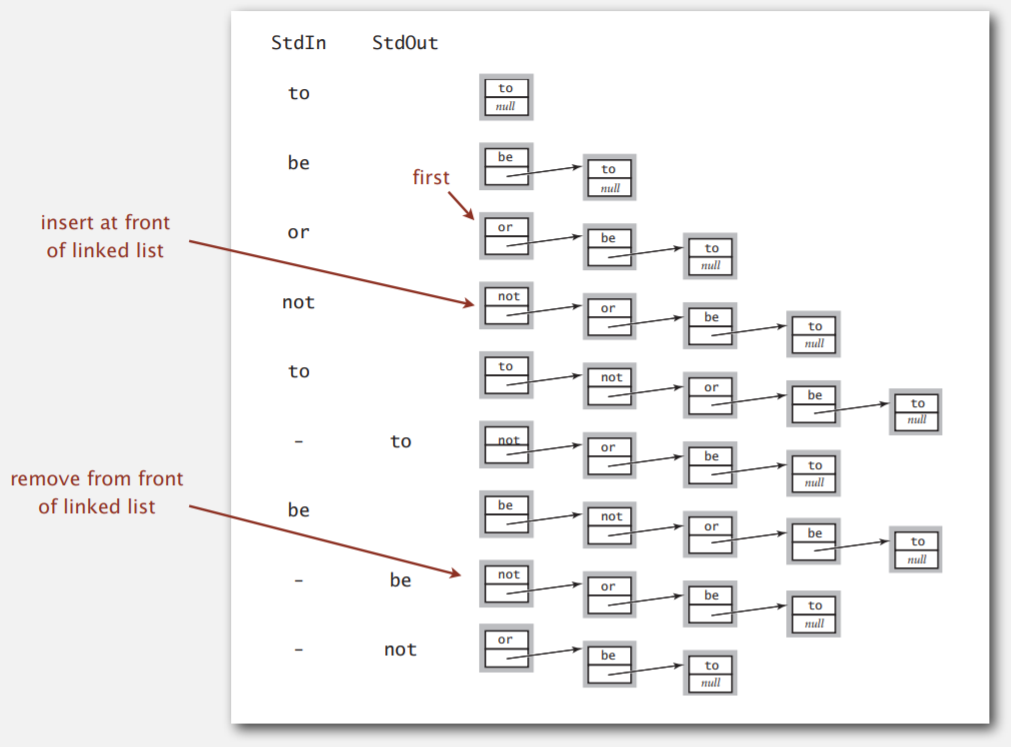 StdIn StdOut
to
to
null
be
be
to
null
first
insert at front
of linked list
or
or
be
to
null
not
not
or
be
to
null
to
to
not
or
be
to
null
- to
not
or
be
to
null
remove from front
of linked list
be
be
not
or
be
to
null
- be
not
or
be
to
null
- not
or
be
to
null